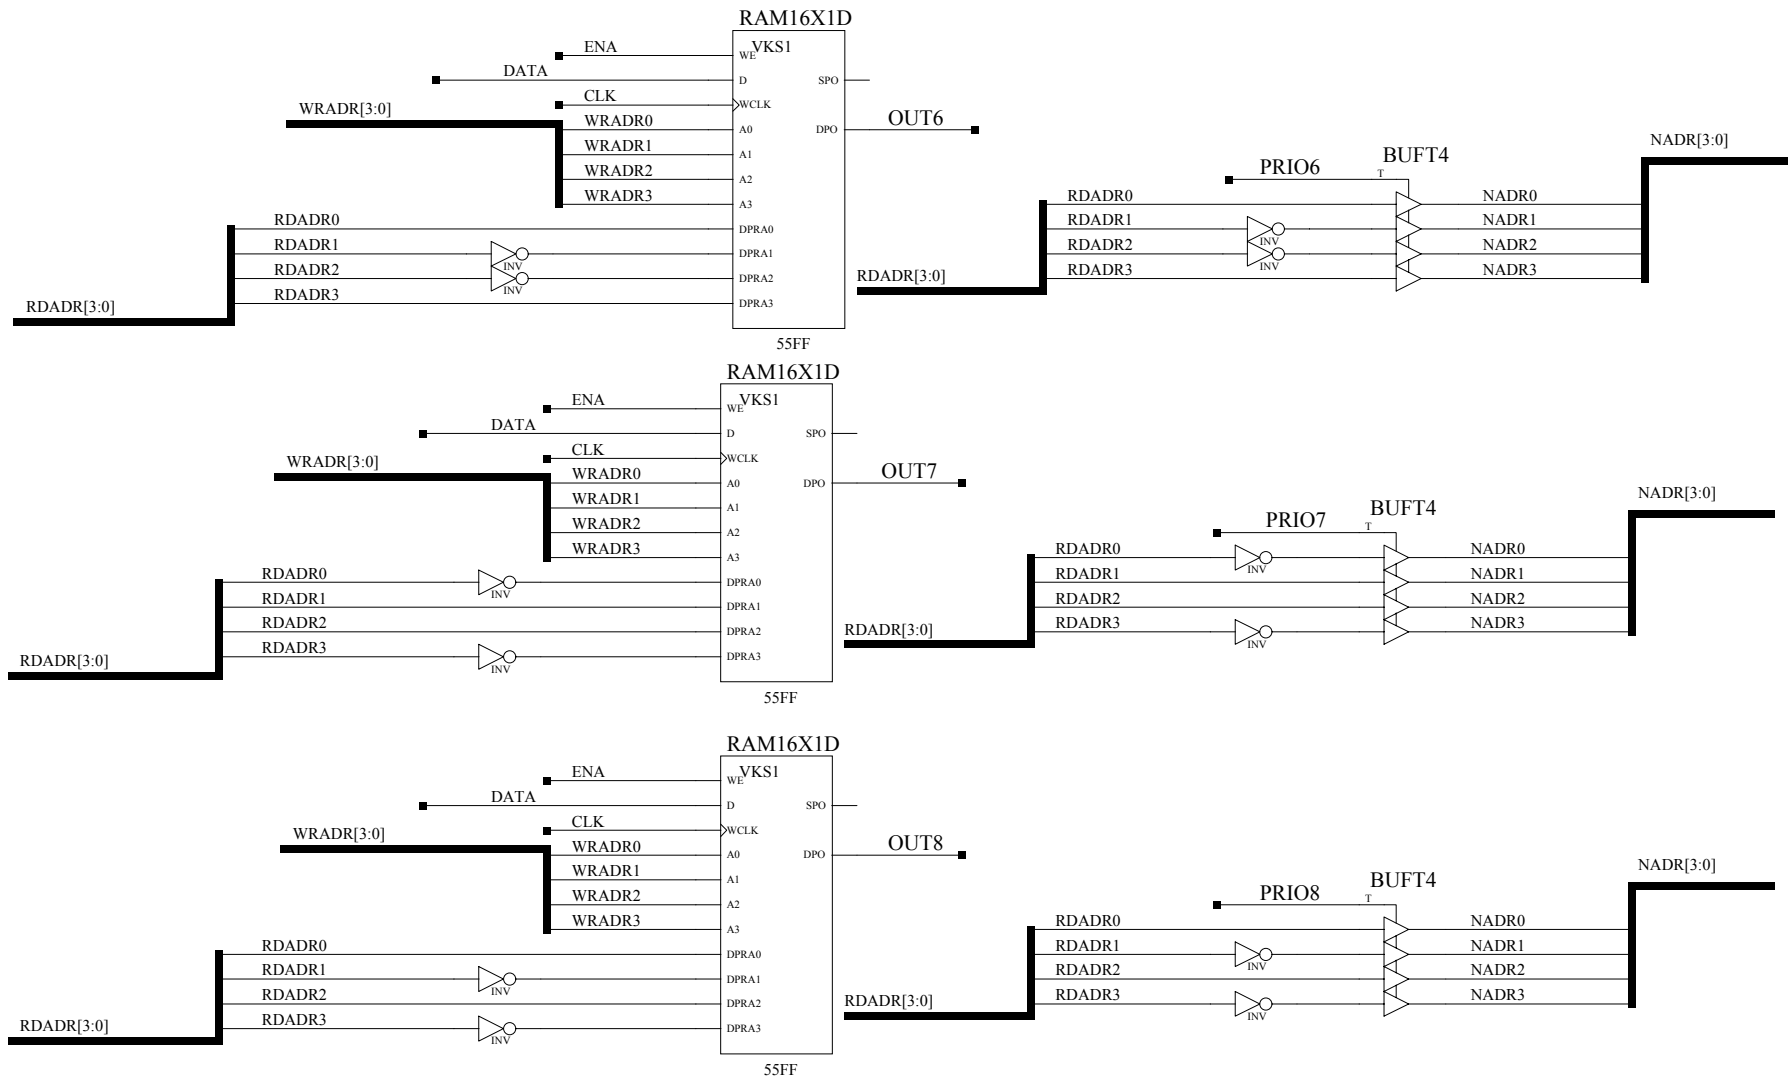 RAM16X1D
VKS1
ENA
WE
DATA
D
SPO
CLK
WCLK
WRADR[3:0]
WRADR0
A0
DPO
OUT6
WRADR1
A1
WRADR2
A2
WRADR3
A3
RDADR0
DPRA0
RDADR1
INV
DPRA1
RDADR2
INV
DPRA2
RDADR3
DPRA3
RDADR[3:0]
55FF
PRIO6
T
BUFT4
NADR[3:0]
RDADR0
NADR0
RDADR1
INV
NADR1
RDADR2
INV
NADR2
RDADR3
NADR3
RDADR[3:0]
RAM16X1D
VKS1
ENA
WE
DATA
D
SPO
CLK
WCLK
WRADR[3:0]
WRADR0
A0
DPO
OUT7
WRADR1
A1
WRADR2
A2
WRADR3
A3
RDADR0
INV
DPRA0
RDADR1
DPRA1
RDADR2
DPRA2
RDADR3
INV
DPRA3
RDADR[3:0]
55FF
PRIO7
T
BUFT4
NADR[3:0]
RDADR0
INV
NADR0
RDADR1
NADR1
RDADR2
NADR2
RDADR3
INV
NADR3
RDADR[3:0]
RAM16X1D
VKS1
ENA
WE
DATA
D
SPO
CLK
WCLK
WRADR[3:0]
WRADR0
A0
DPO
OUT8
WRADR1
A1
WRADR2
A2
WRADR3
A3
RDADR0
DPRA0
RDADR1
INV
DPRA1
RDADR2
DPRA2
RDADR3
INV
DPRA3
RDADR[3:0]
55FF
PRIO8
T
BUFT4
NADR[3:0]
RDADR0
NADR0
RDADR1
INV
NADR1
RDADR2
NADR2
RDADR3
INV
NADR3
RDADR[3:0]